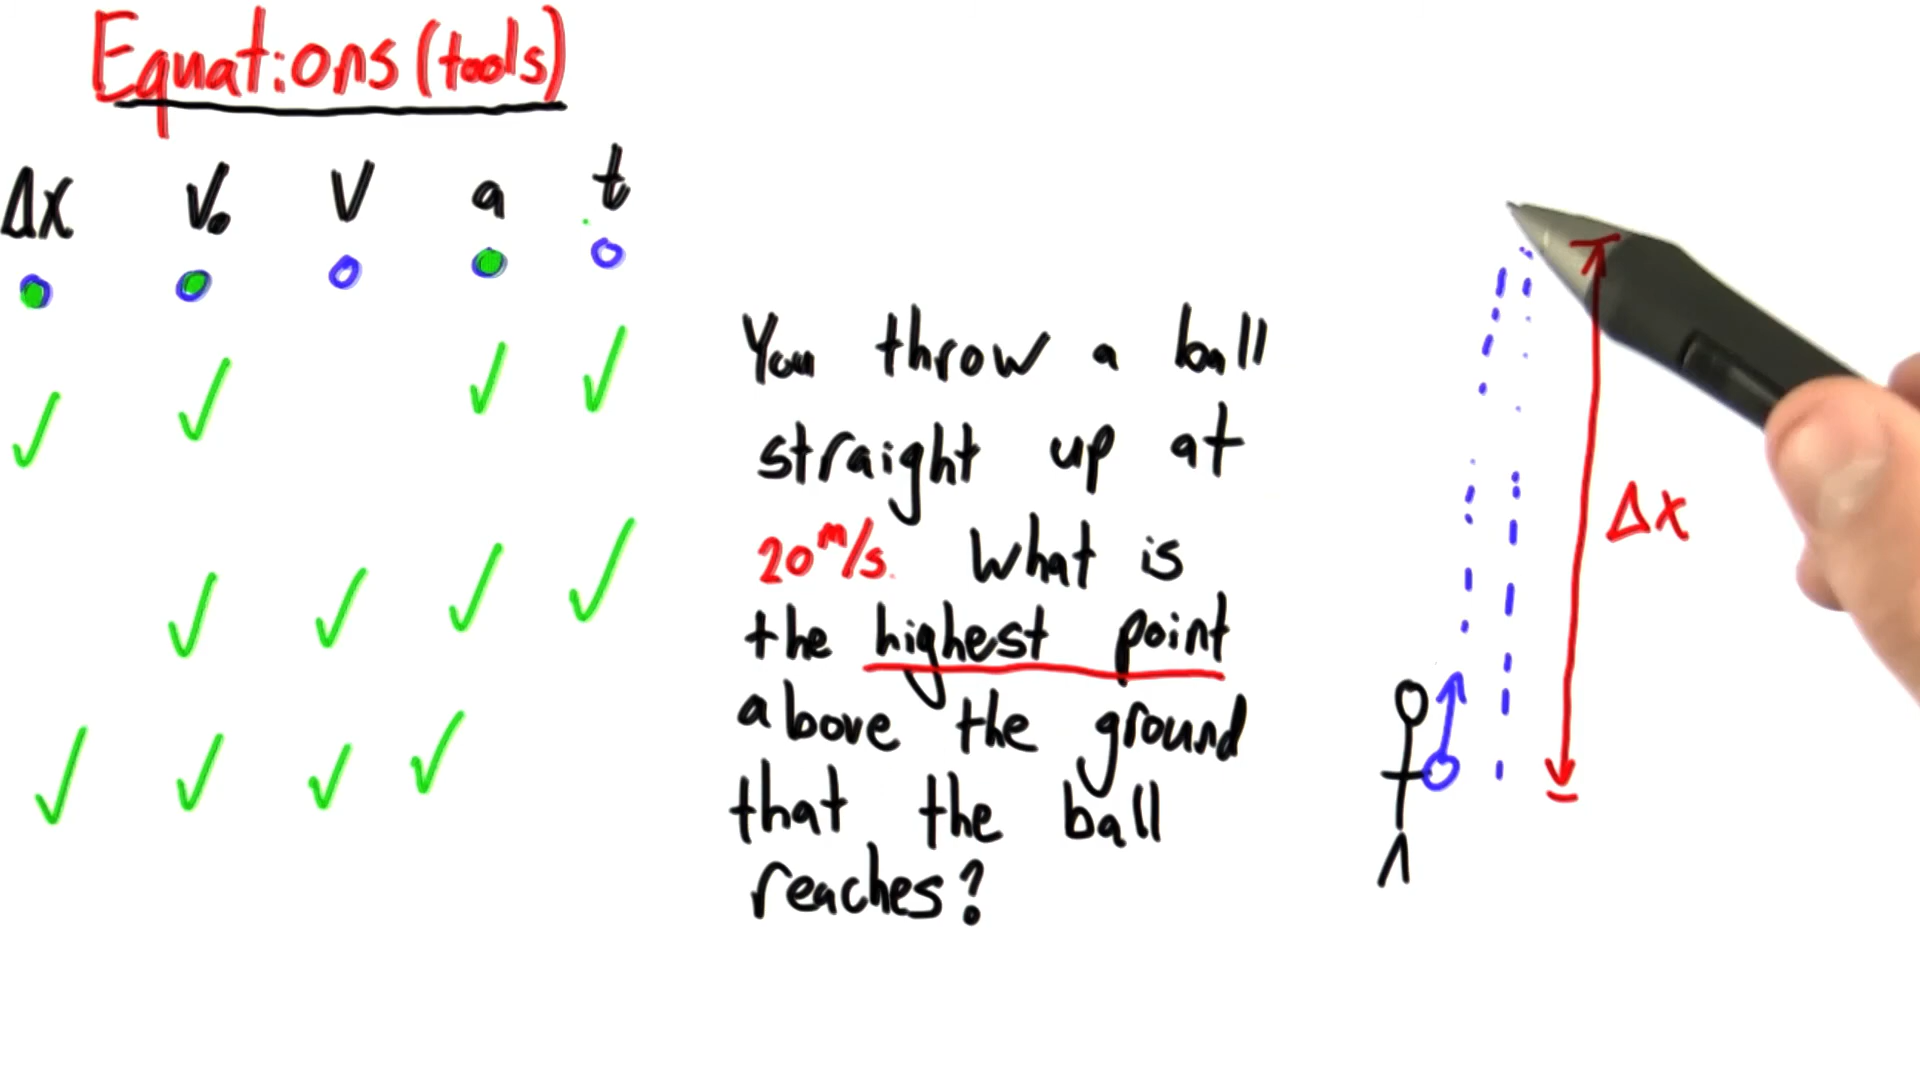 Equations (tools)
Δx v₀ v a t
✓ ✓ ✓ ✓
✓ ✓ ✓ ✓
✓ ✓ ✓ ✓
You throw a ball
straight up at
20 m/s. What is
the highest point
above the ground
that the ball
reaches?
Δx